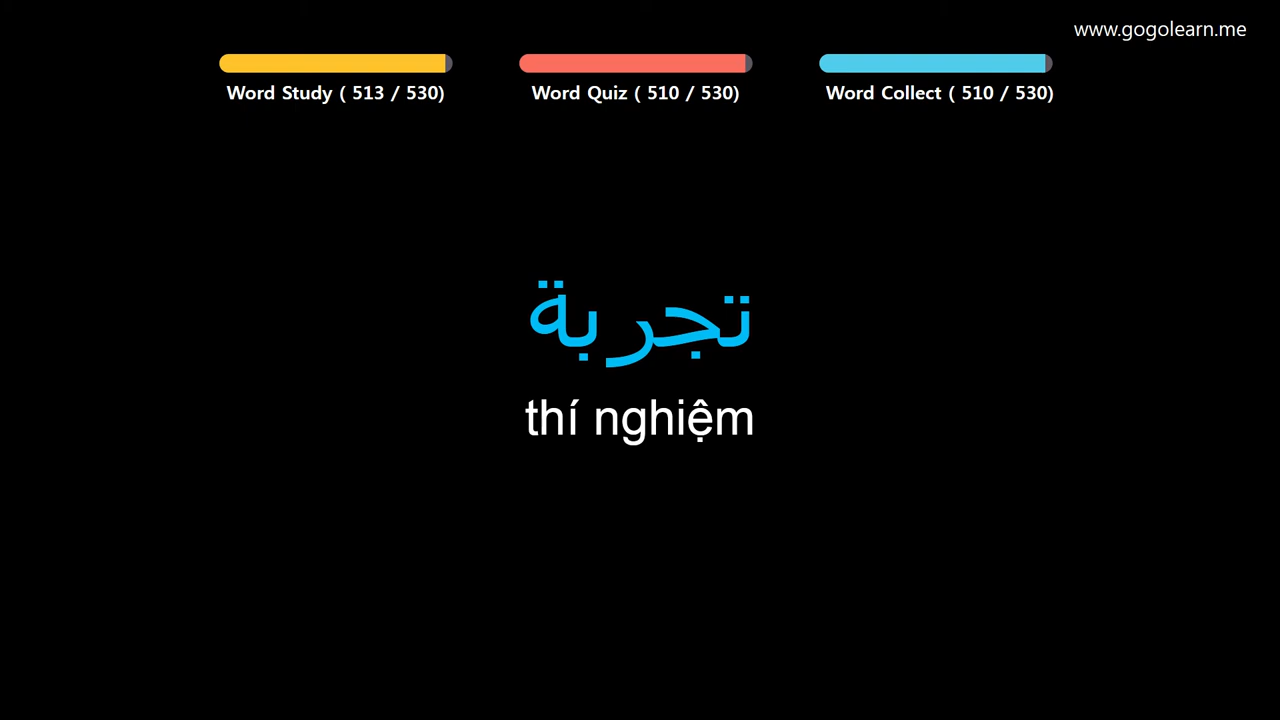 www.gogolearn.me
Word Study ( 513 / 530)
Word Quiz ( 510 / 530)
Word Collect ( 510 / 530)
تجربة
thí nghiệm